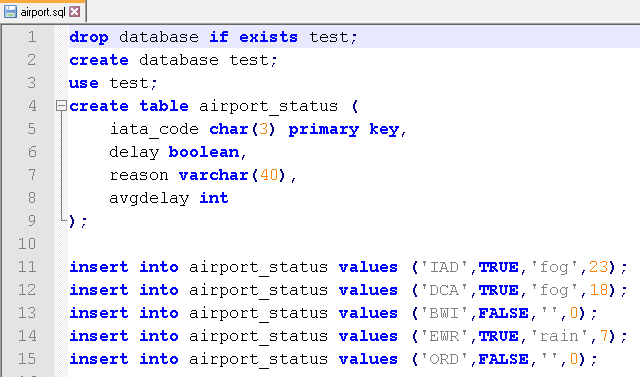 airport.sql
1 drop database if exists test;
2 create database test;
3 use test;
4 create table airport_status (
5     iata_code char(3) primary key,
6     delay boolean,
7     reason varchar(40),
8     avgdelay int
9 );
10
11 insert into airport_status values ('IAD',TRUE,'fog',23);
12 insert into airport_status values ('DCA',TRUE,'fog',18);
13 insert into airport_status values ('BWI',FALSE,'',0);
14 insert into airport_status values ('EWR',TRUE,'rain',7);
15 insert into airport_status values ('ORD',FALSE,'',0);